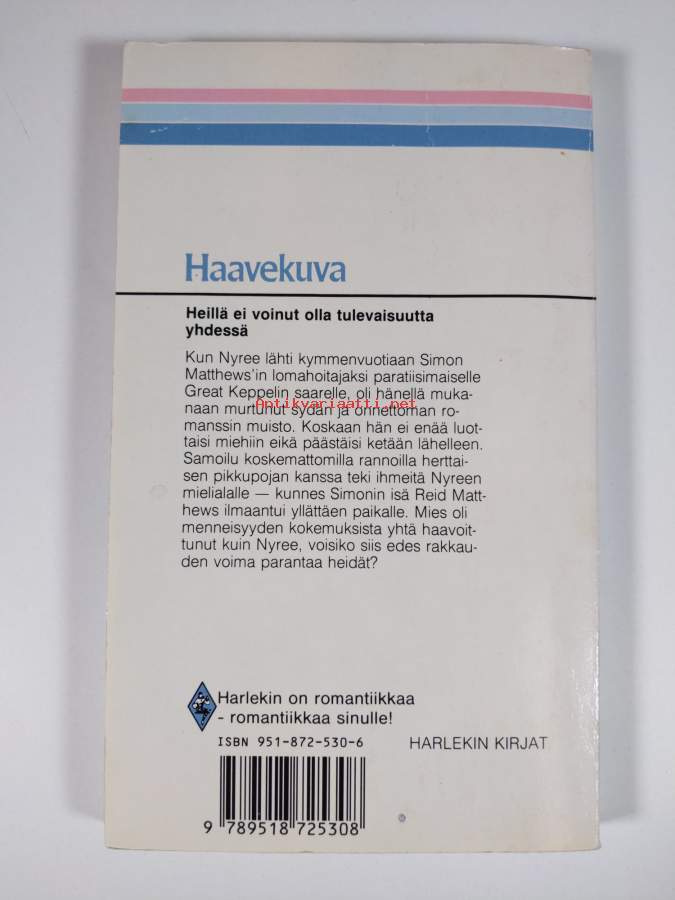 Haavekuva
Heillä ei voinut olla tulevaisuutta
yhdessä
Kun Nyree lähti kymmenvuotiaan Simon
Matthews'in lomahoitajaksi paratiisimaiselle
Great Keppelin saarelle, oli hänellä muka-
naan murtunut sydän ja onnettoman ro-
Antikvariaatti.net
manssin muisto. Koskaan hän ei enää luot-
taisi miehiin eikä päästäisi ketään lähelleen.
Samoilu koskemattomilla rannoilla herttai-
sen pikkupojan kanssa teki ihmeitä Nyreen
mielialalle — kunnes Simonin isä Reid Matt-
hews ilmaantui yllättäen paikalle. Mies oli
menneisyyden kokemuksista yhtä haavoit-
tunut kuin Nyree, voisiko siis edes rakkau-
den voima parantaa heidät?
Harlekin on romantiikkaa
- romantiikkaa sinulle!
ISBN 951-872-530-6
HARLEKIN KIRJAT
9 789518 725308